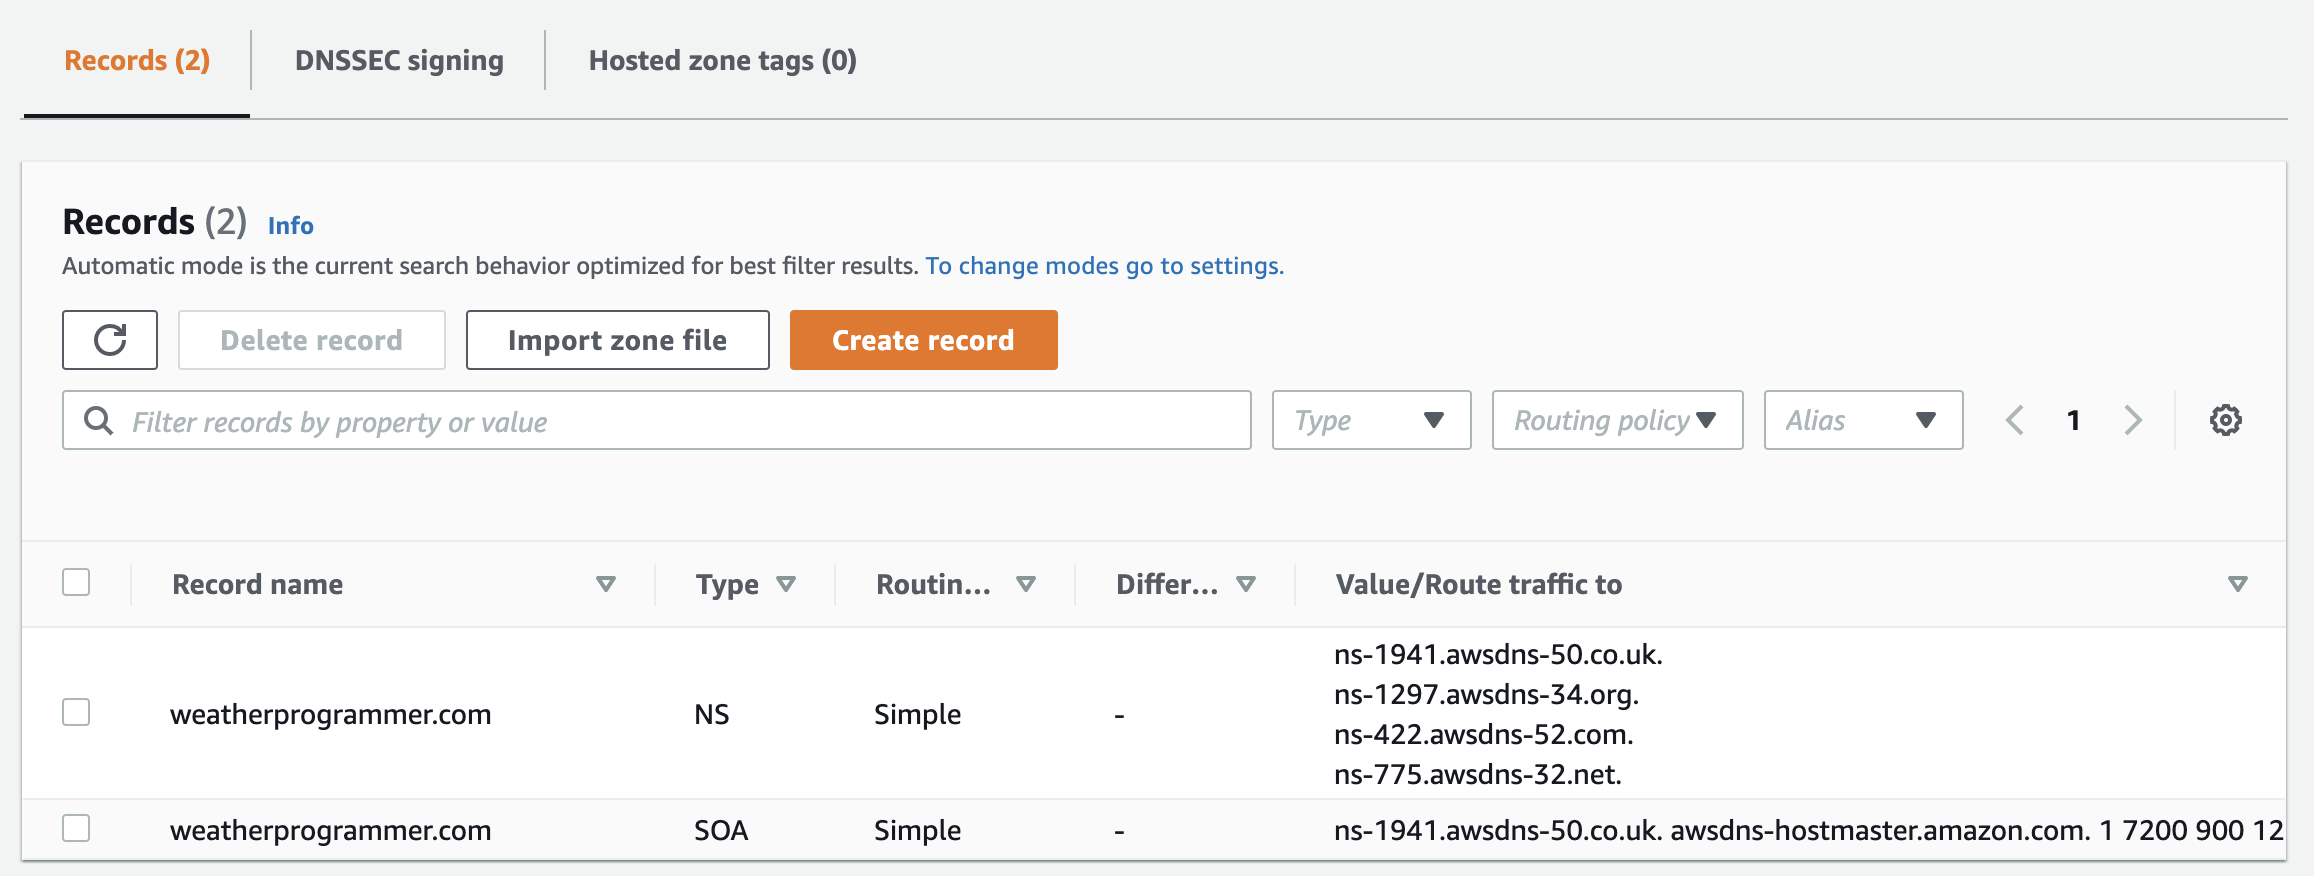 Records (2) DNSSEC signing Hosted zone tags (0)
Records (2) Info
Automatic mode is the current search behavior optimized for best filter results. To change modes go to settings.
Delete record Import zone file Create record
Filter records by property or value Type Routing policy Alias 1
Record name Type Routin... Differ... Value/Route traffic to
ns-1941.awsdns-50.co.uk.
ns-1297.awsdns-34.org.
weatherprogrammer.com NS Simple -
ns-422.awsdns-52.com.
ns-775.awsdns-32.net.
weatherprogrammer.com SOA Simple - ns-1941.awsdns-50.co.uk. awsdns-hostmaster.amazon.com. 1 7200 900 12